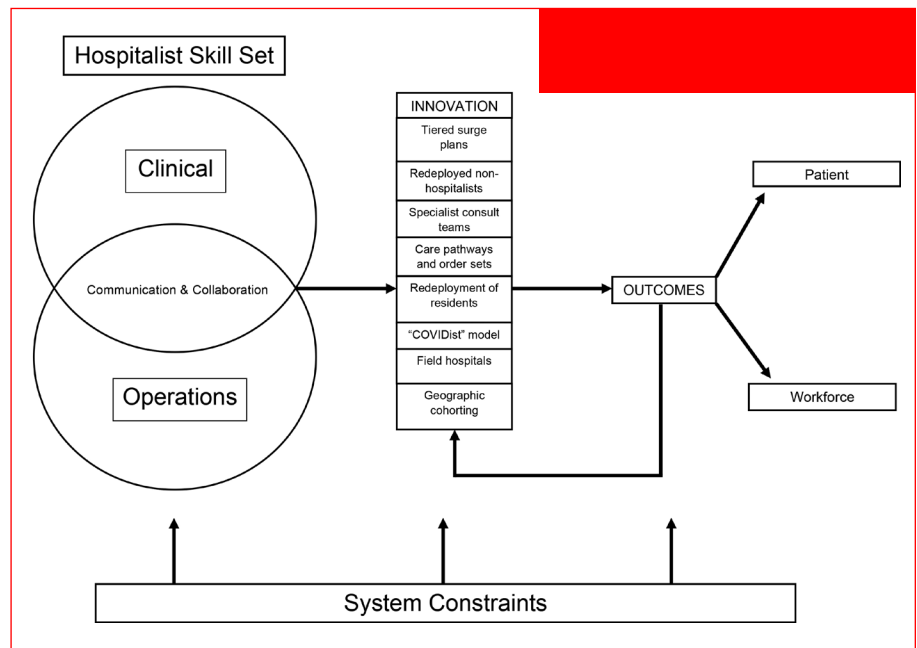 Hospitalist Skill Set
Clinical
Communication & Collaboration
Operations
INNOVATION
Tiered surge
plans
Redeployed non-
hospitalists
Specialist consult
teams
Care pathways
and order sets
Redeployment of
residents
“COVIDist” model
Field hospitals
Geographic
cohorting
OUTCOMES
Patient
Workforce
System Constraints